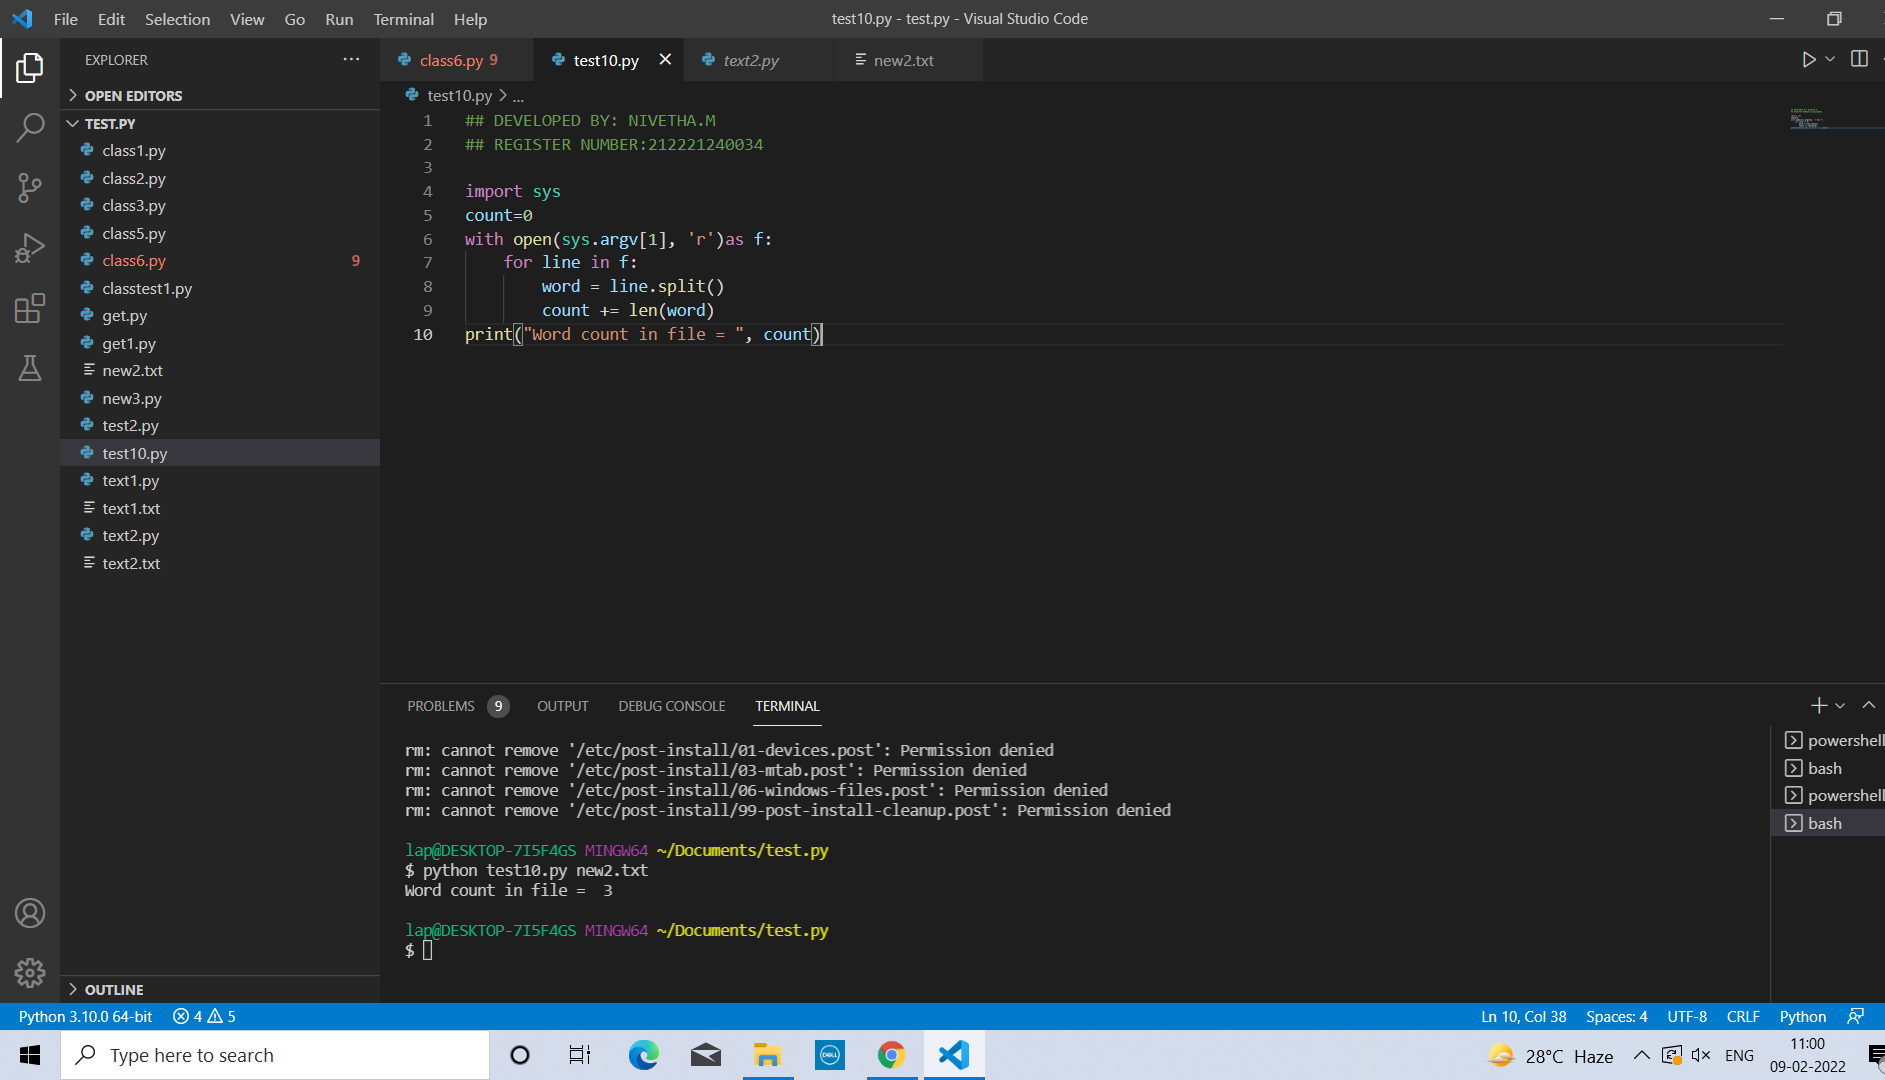 File Edit Selection View Go Run Terminal Help
test10.py - test.py - Visual Studio Code
EXPLORER
OPEN EDITORS
TEST.PY
class1.py
class2.py
class3.py
class5.py
class6.py 9
classtest1.py
get.py
get1.py
new2.txt
new3.py
test2.py
test10.py
text1.py
text1.txt
text2.py
text2.txt
OUTLINE
class6.py 9 test10.py text2.py new2.txt
test10.py > ...
1 ## DEVELOPED BY: NIVETHA.M
2 ## REGISTER NUMBER:212221240034
3
4 import sys
5 count=0
6 with open(sys.argv[1], 'r')as f:
7     for line in f:
8         word = line.split()
9         count += len(word)
10 print("Word count in file = ", count)
PROBLEMS 9 OUTPUT DEBUG CONSOLE TERMINAL
rm: cannot remove '/etc/post-install/01-devices.post': Permission denied
rm: cannot remove '/etc/post-install/03-mtab.post': Permission denied
rm: cannot remove '/etc/post-install/06-windows-files.post': Permission denied
rm: cannot remove '/etc/post-install/99-post-install-cleanup.post': Permission denied
lap@DESKTOP-7I5F4GS MINGW64 ~/Documents/test.py
$ python test10.py new2.txt
Word count in file =  3
lap@DESKTOP-7I5F4GS MINGW64 ~/Documents/test.py
$
powershell
bash
powershell
bash
Python 3.10.0 64-bit 4 5
Ln 10, Col 38 Spaces: 4 UTF-8 CRLF Python
Type here to search
DELL
28°C Haze
ENG
11:00
09-02-2022